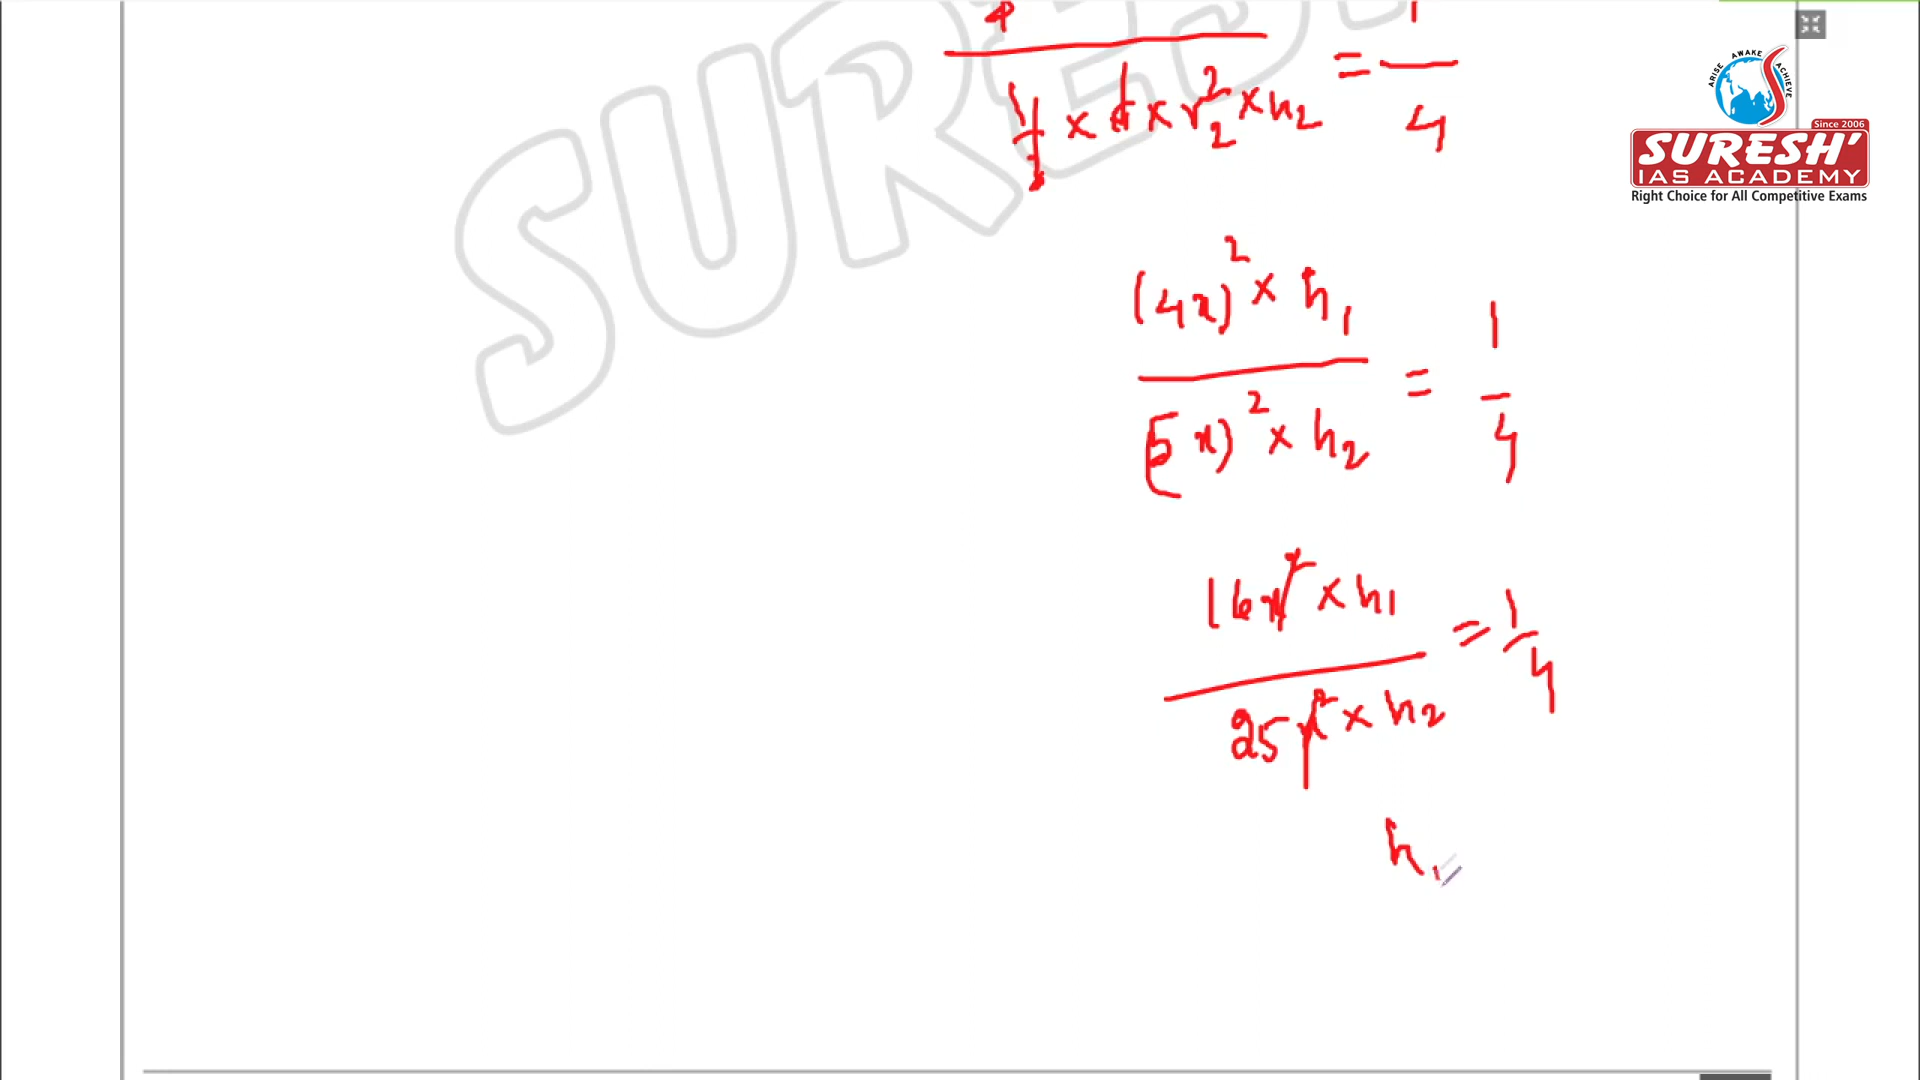 1
1/3 × π × r₂² × h₂ = 4
ARISE AWAKE ACHIEVE
Since 2006
SURESH'
IAS ACADEMY
Right Choice for All Competitive Exams
SURESH
(4x)² × h₁
= 1/4
(5x)² × h₂
16x² × h1
= 1/4
25x² × h2
h₁